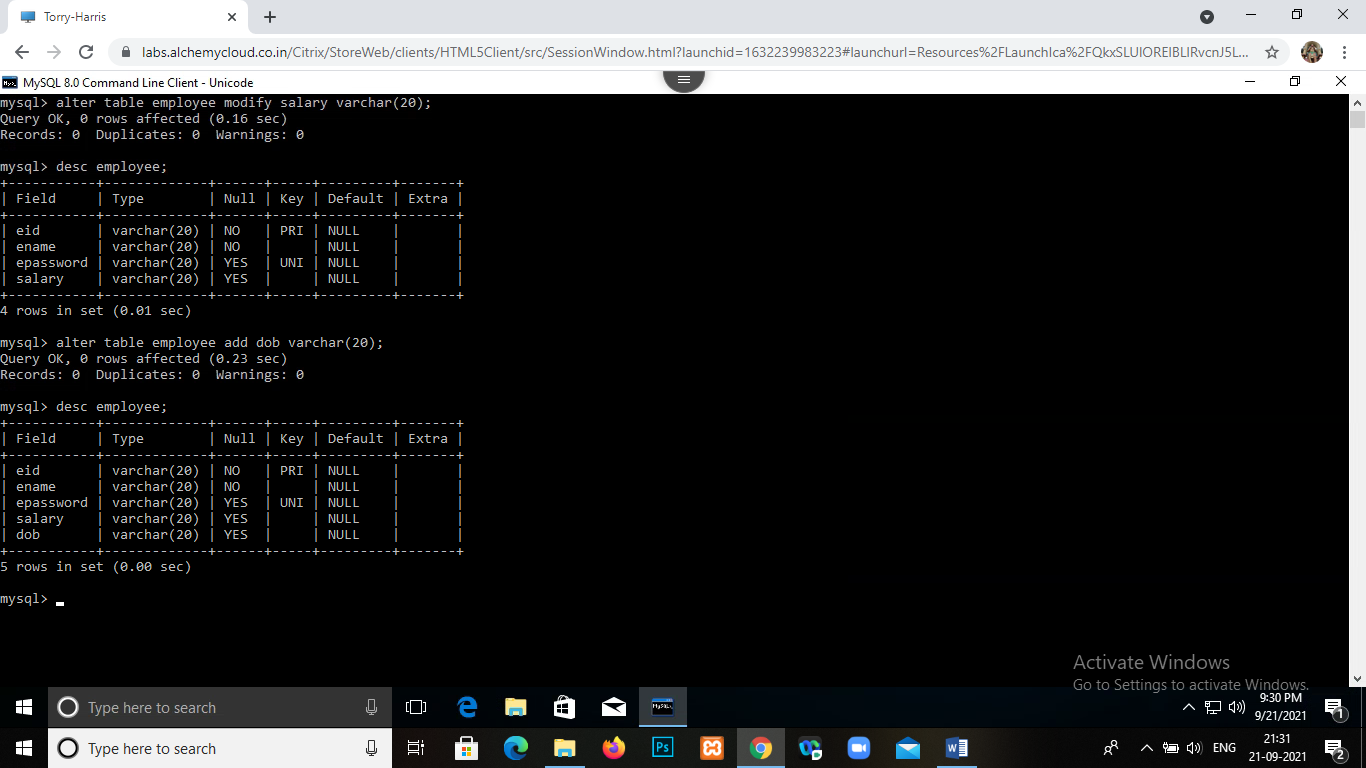 Torry-Harris
labs.alchemycloud.co.in/Citrix/StoreWeb/clients/HTML5Client/src/SessionWindow.html?launchid=1632239983223#launchurl=Resources%2FLaunchIca%2FQkxSLUlOREIBLlRvcnJ5L...
MySQL 8.0 Command Line Client - Unicode
mysql> alter table employee modify salary varchar(20);
Query OK, 0 rows affected (0.16 sec)
Records: 0  Duplicates: 0  Warnings: 0
mysql> desc employee;
+-----------+-------------+------+-----+---------+-------+
| Field     | Type        | Null | Key | Default | Extra |
+-----------+-------------+------+-----+---------+-------+
| eid       | varchar(20) | NO   | PRI | NULL    |       |
| ename     | varchar(20) | NO   |     | NULL    |       |
| epassword | varchar(20) | YES  | UNI | NULL    |       |
| salary    | varchar(20) | YES  |     | NULL    |       |
+-----------+-------------+------+-----+---------+-------+
4 rows in set (0.01 sec)
mysql> alter table employee add dob varchar(20);
Query OK, 0 rows affected (0.23 sec)
Records: 0  Duplicates: 0  Warnings: 0
mysql> desc employee;
+-----------+-------------+------+-----+---------+-------+
| Field     | Type        | Null | Key | Default | Extra |
+-----------+-------------+------+-----+---------+-------+
| eid       | varchar(20) | NO   | PRI | NULL    |       |
| ename     | varchar(20) | NO   |     | NULL    |       |
| epassword | varchar(20) | YES  | UNI | NULL    |       |
| salary    | varchar(20) | YES  |     | NULL    |       |
| dob       | varchar(20) | YES  |     | NULL    |       |
+-----------+-------------+------+-----+---------+-------+
5 rows in set (0.00 sec)
mysql>
Activate Windows
Go to Settings to activate Windows.
Type here to search
MySQL
9:30 PM
9/21/2021
1
Type here to search
Ps
ENG
21:31
21-09-2021
2